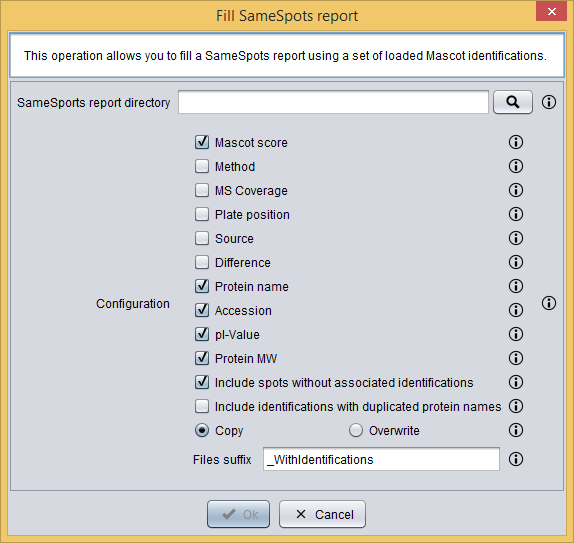 Fill SameSpots report
This operation allows you to fill a SameSpots report using a set of loaded Mascot identifications.
SameSports report directory
Mascot score
Method
MS Coverage
Plate position
Source
Difference
Protein name
Configuration
Accession
pI-Value
Protein MW
Include spots without associated identifications
Include identifications with duplicated protein names
Copy Overwrite
Files suffix _WithIdentifications
Ok Cancel